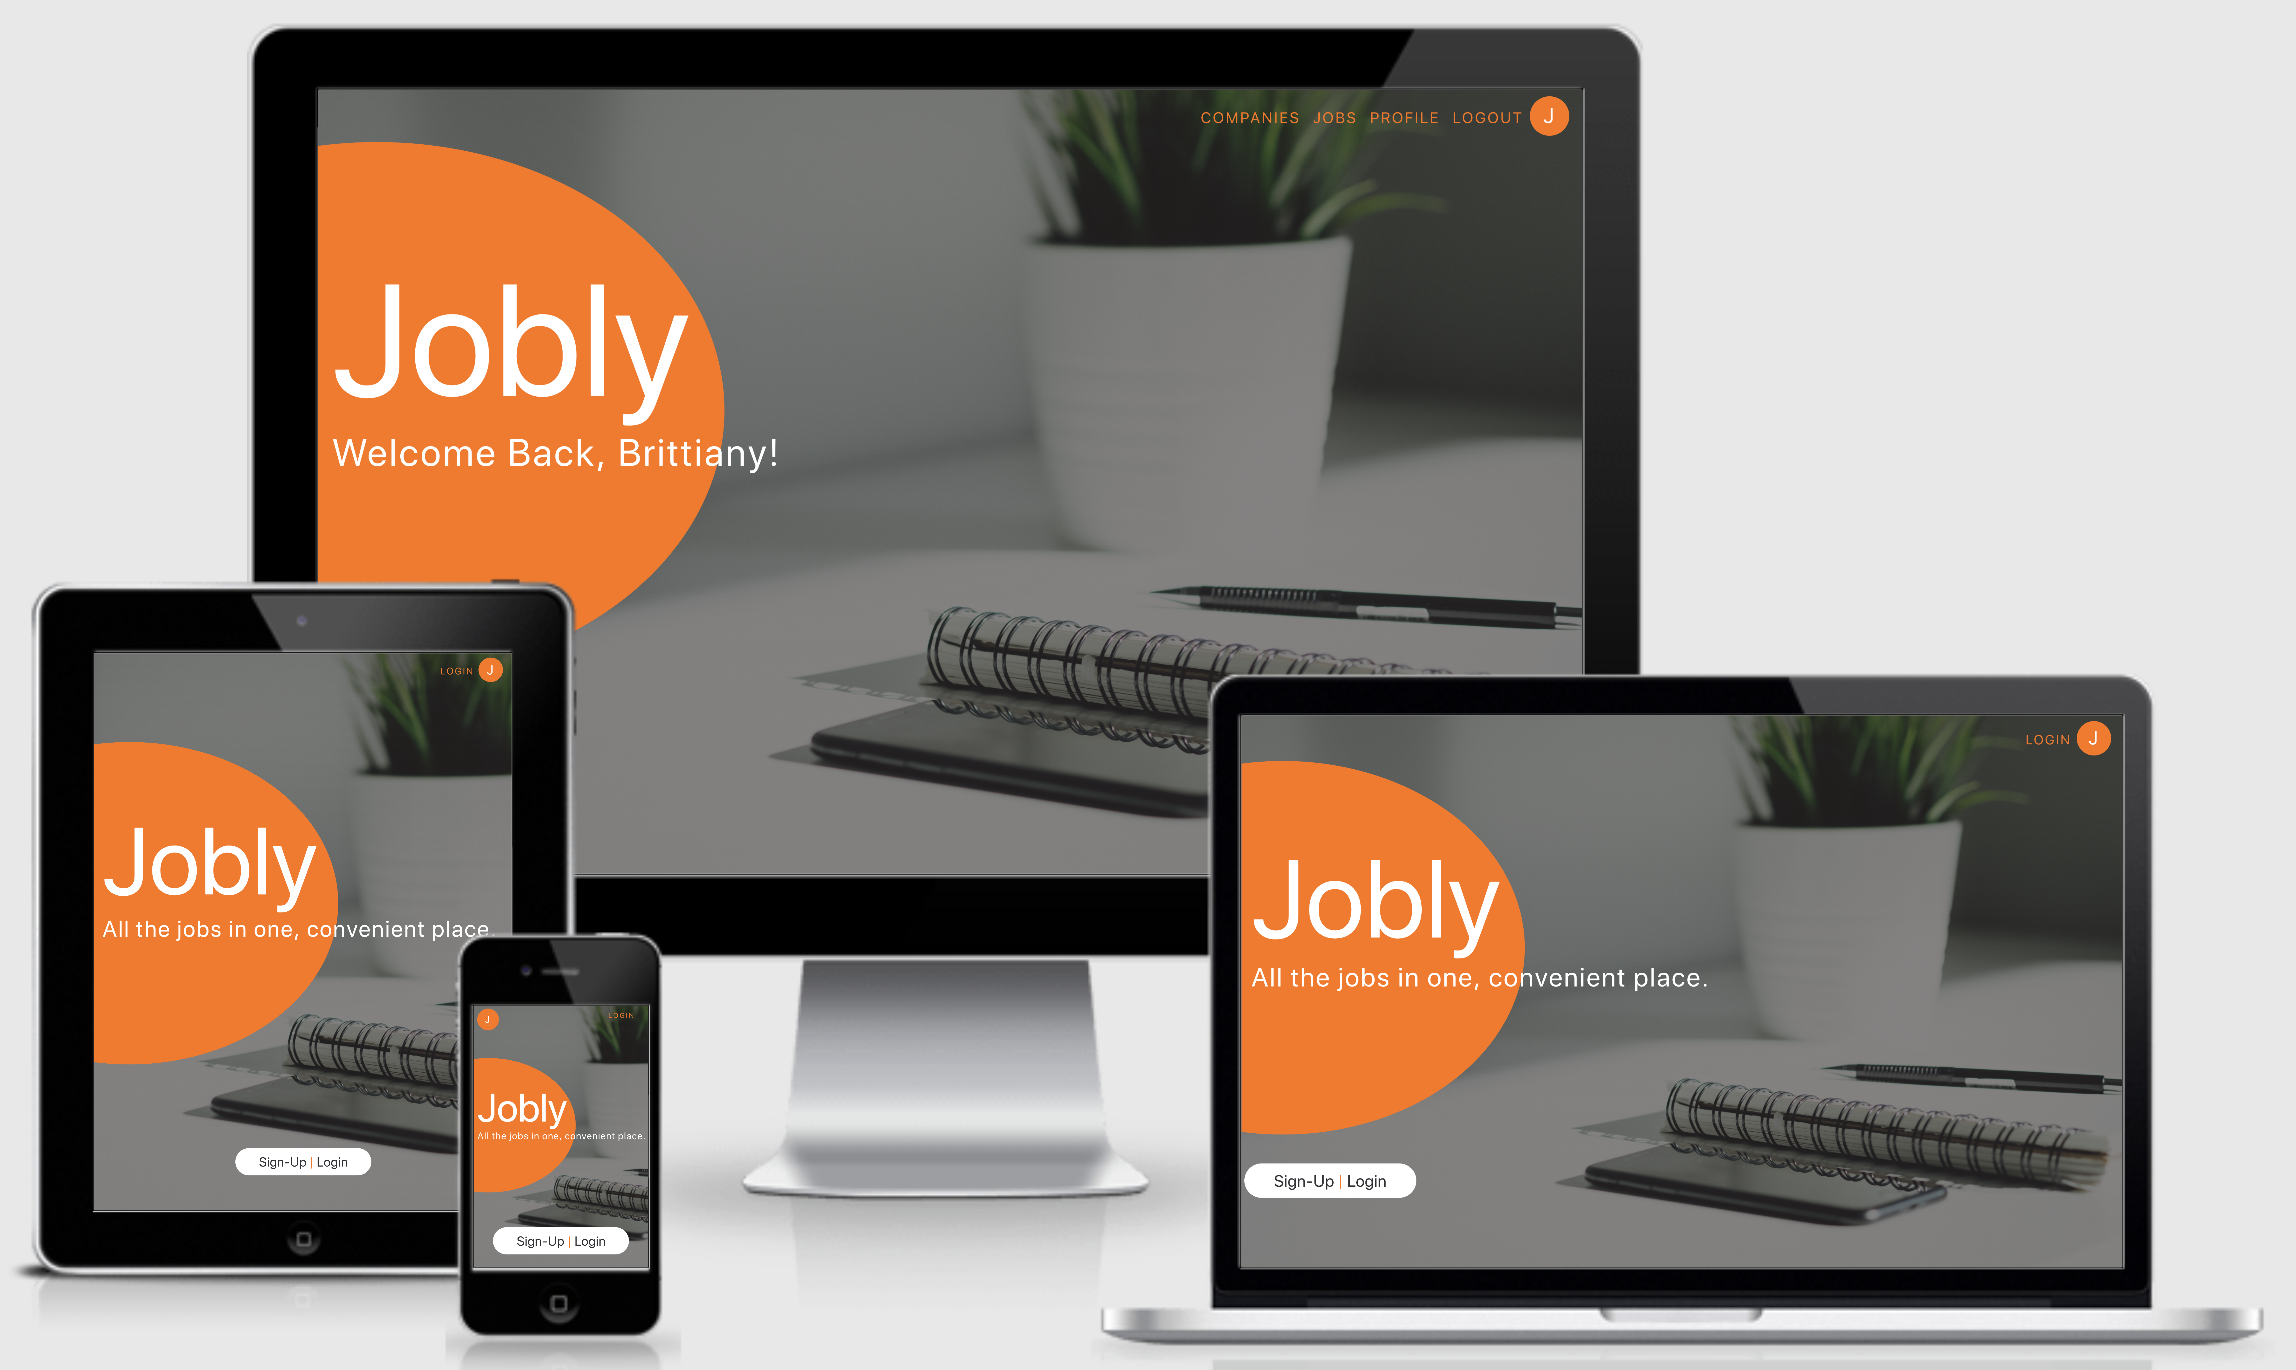 COMPANIES JOBS PROFILE LOGOUT J
Jobly
Welcome Back, Brittiany!
LOGIN J
Jobly
All the jobs in one, convenient place.
Sign-Up | Login
J LOGIN
Jobly
All the jobs in one, convenient place.
Sign-Up | Login
LOGIN J
Jobly
All the jobs in one, convenient place.
Sign-Up | Login